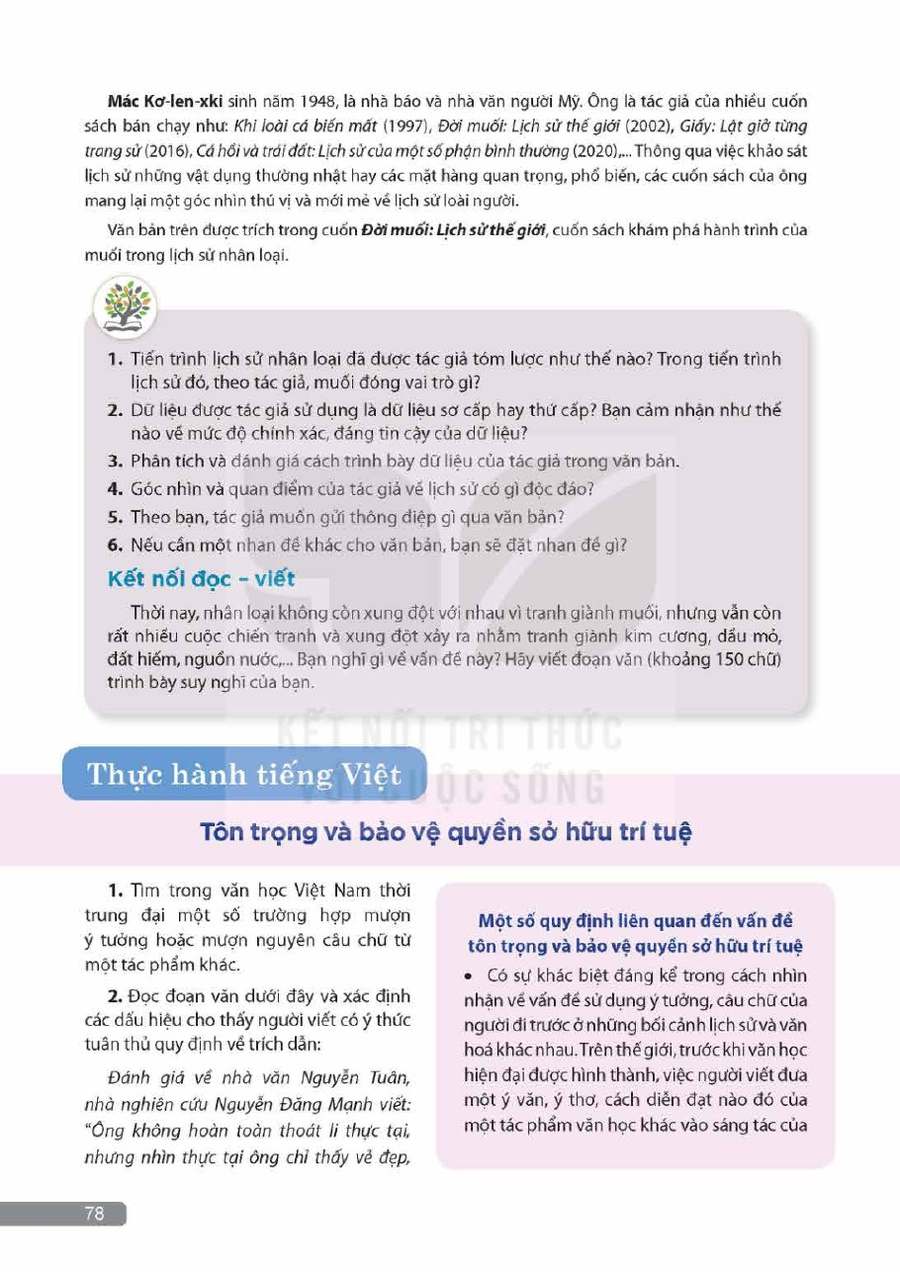 Mác Kơ-len-xki sinh năm 1948, là nhà báo và nhà văn người Mỹ. Ông là tác giả của nhiều cuốn
sách bán chạy như: Khi loài cá biến mất (1997), Đời muối: Lịch sử thế giới (2002), Giấy: Lật giở từng
trang sử (2016), Cá hồi và trái đất: Lịch sử của một số phận bình thường (2020),... Thông qua việc khảo sát
lịch sử những vật dụng thường nhật hay các mặt hàng quan trọng, phổ biến, các cuốn sách của ông
mang lại một góc nhìn thú vị và mới mẻ về lịch sử loài người.
Văn bản trên được trích trong cuốn Đời muối: Lịch sử thế giới, cuốn sách khám phá hành trình của
muối trong lịch sử nhân loại.
1. Tiến trình lịch sử nhân loại đã được tác giả tóm lược như thế nào? Trong tiến trình
lịch sử đó, theo tác giả, muối đóng vai trò gì?
2. Dữ liệu được tác giả sử dụng là dữ liệu sơ cấp hay thứ cấp? Bạn cảm nhận như thế
nào về mức độ chính xác, đáng tin cậy của dữ liệu?
3. Phân tích và đánh giá cách trình bày dữ liệu của tác giả trong văn bản.
4. Góc nhìn và quan điểm của tác giả về lịch sử có gì độc đáo?
5. Theo bạn, tác giả muốn gửi thông điệp gì qua văn bản?
6. Nếu cần một nhan đề khác cho văn bản, bạn sẽ đặt nhan đề gì?
Kết nối đọc – viết
Thời nay, nhân loại không còn xung đột với nhau vì tranh giành muối, nhưng vẫn còn
rất nhiều cuộc chiến tranh và xung đột xảy ra nhằm tranh giành kim cương, dầu mỏ,
đất hiếm, nguồn nước,... Bạn nghĩ gì về vấn đề này? Hãy viết đoạn văn (khoảng 150 chữ)
trình bày suy nghĩ của bạn.
KẾT NỐI TRI THỨC
VỚI CUỘC SỐNG
Thực hành tiếng Việt
Tôn trọng và bảo vệ quyền sở hữu trí tuệ
1. Tìm trong văn học Việt Nam thời
trung đại một số trường hợp mượn
ý tưởng hoặc mượn nguyên câu chữ từ
một tác phẩm khác.
2. Đọc đoạn văn dưới đây và xác định
các dấu hiệu cho thấy người viết có ý thức
tuân thủ quy định về trích dẫn:
Đánh giá về nhà văn Nguyễn Tuân,
nhà nghiên cứu Nguyễn Đăng Mạnh viết:
“Ông không hoàn toàn thoát li thực tại,
nhưng nhìn thực tại ông chỉ thấy vẻ đẹp,
Một số quy định liên quan đến vấn đề
tôn trọng và bảo vệ quyền sở hữu trí tuệ
• Có sự khác biệt đáng kể trong cách nhìn
nhận về vấn đề sử dụng ý tưởng, câu chữ của
người đi trước ở những bối cảnh lịch sử và văn
hoá khác nhau. Trên thế giới, trước khi văn học
hiện đại được hình thành, việc người viết đưa
một ý văn, ý thơ, cách diễn đạt nào đó của
một tác phẩm văn học khác vào sáng tác của
78